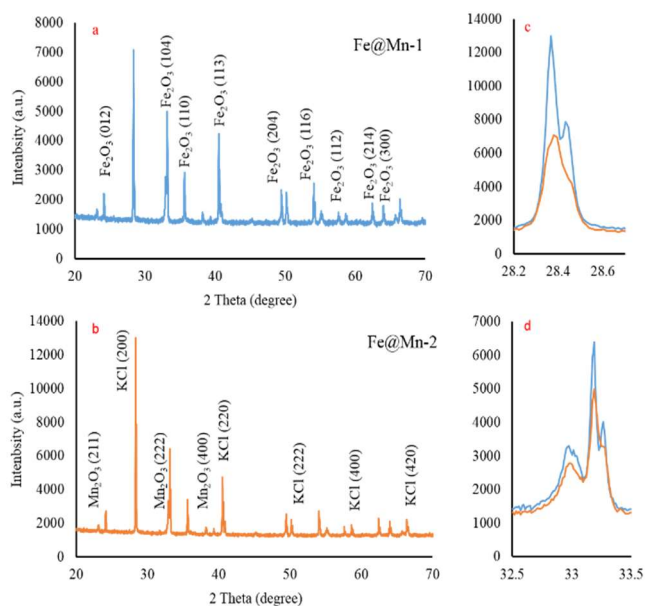 a
Fe@Mn-1
Intenbsity (a.u.)
8000
7000
6000
5000
4000
3000
2000
1000
0
Fe₂O₃ (012)
Fe₂O₃ (104)
Fe₂O₃ (110)
Fe₂O₃ (113)
Fe₂O₃ (204)
Fe₂O₃ (116)
Fe₂O₃ (112)
Fe₂O₃ (214)
Fe₂O₃ (300)
20 30 40 50 60 70
2 Theta (degree)
c
14000
12000
10000
8000
6000
4000
2000
0
28.2 28.4 28.6
b
Fe@Mn-2
Intenbsity (a.u.)
14000
12000
10000
8000
6000
4000
2000
0
Mn₂O₃ (211)
KCl (200)
Mn₂O₃ (222)
Mn₂O₃ (400)
KCl (220)
KCl (222)
KCl (400)
KCl (420)
20 30 40 50 60 70
2 Theta (degree)
d
7000
6000
5000
4000
3000
2000
1000
0
32.5 33 33.5